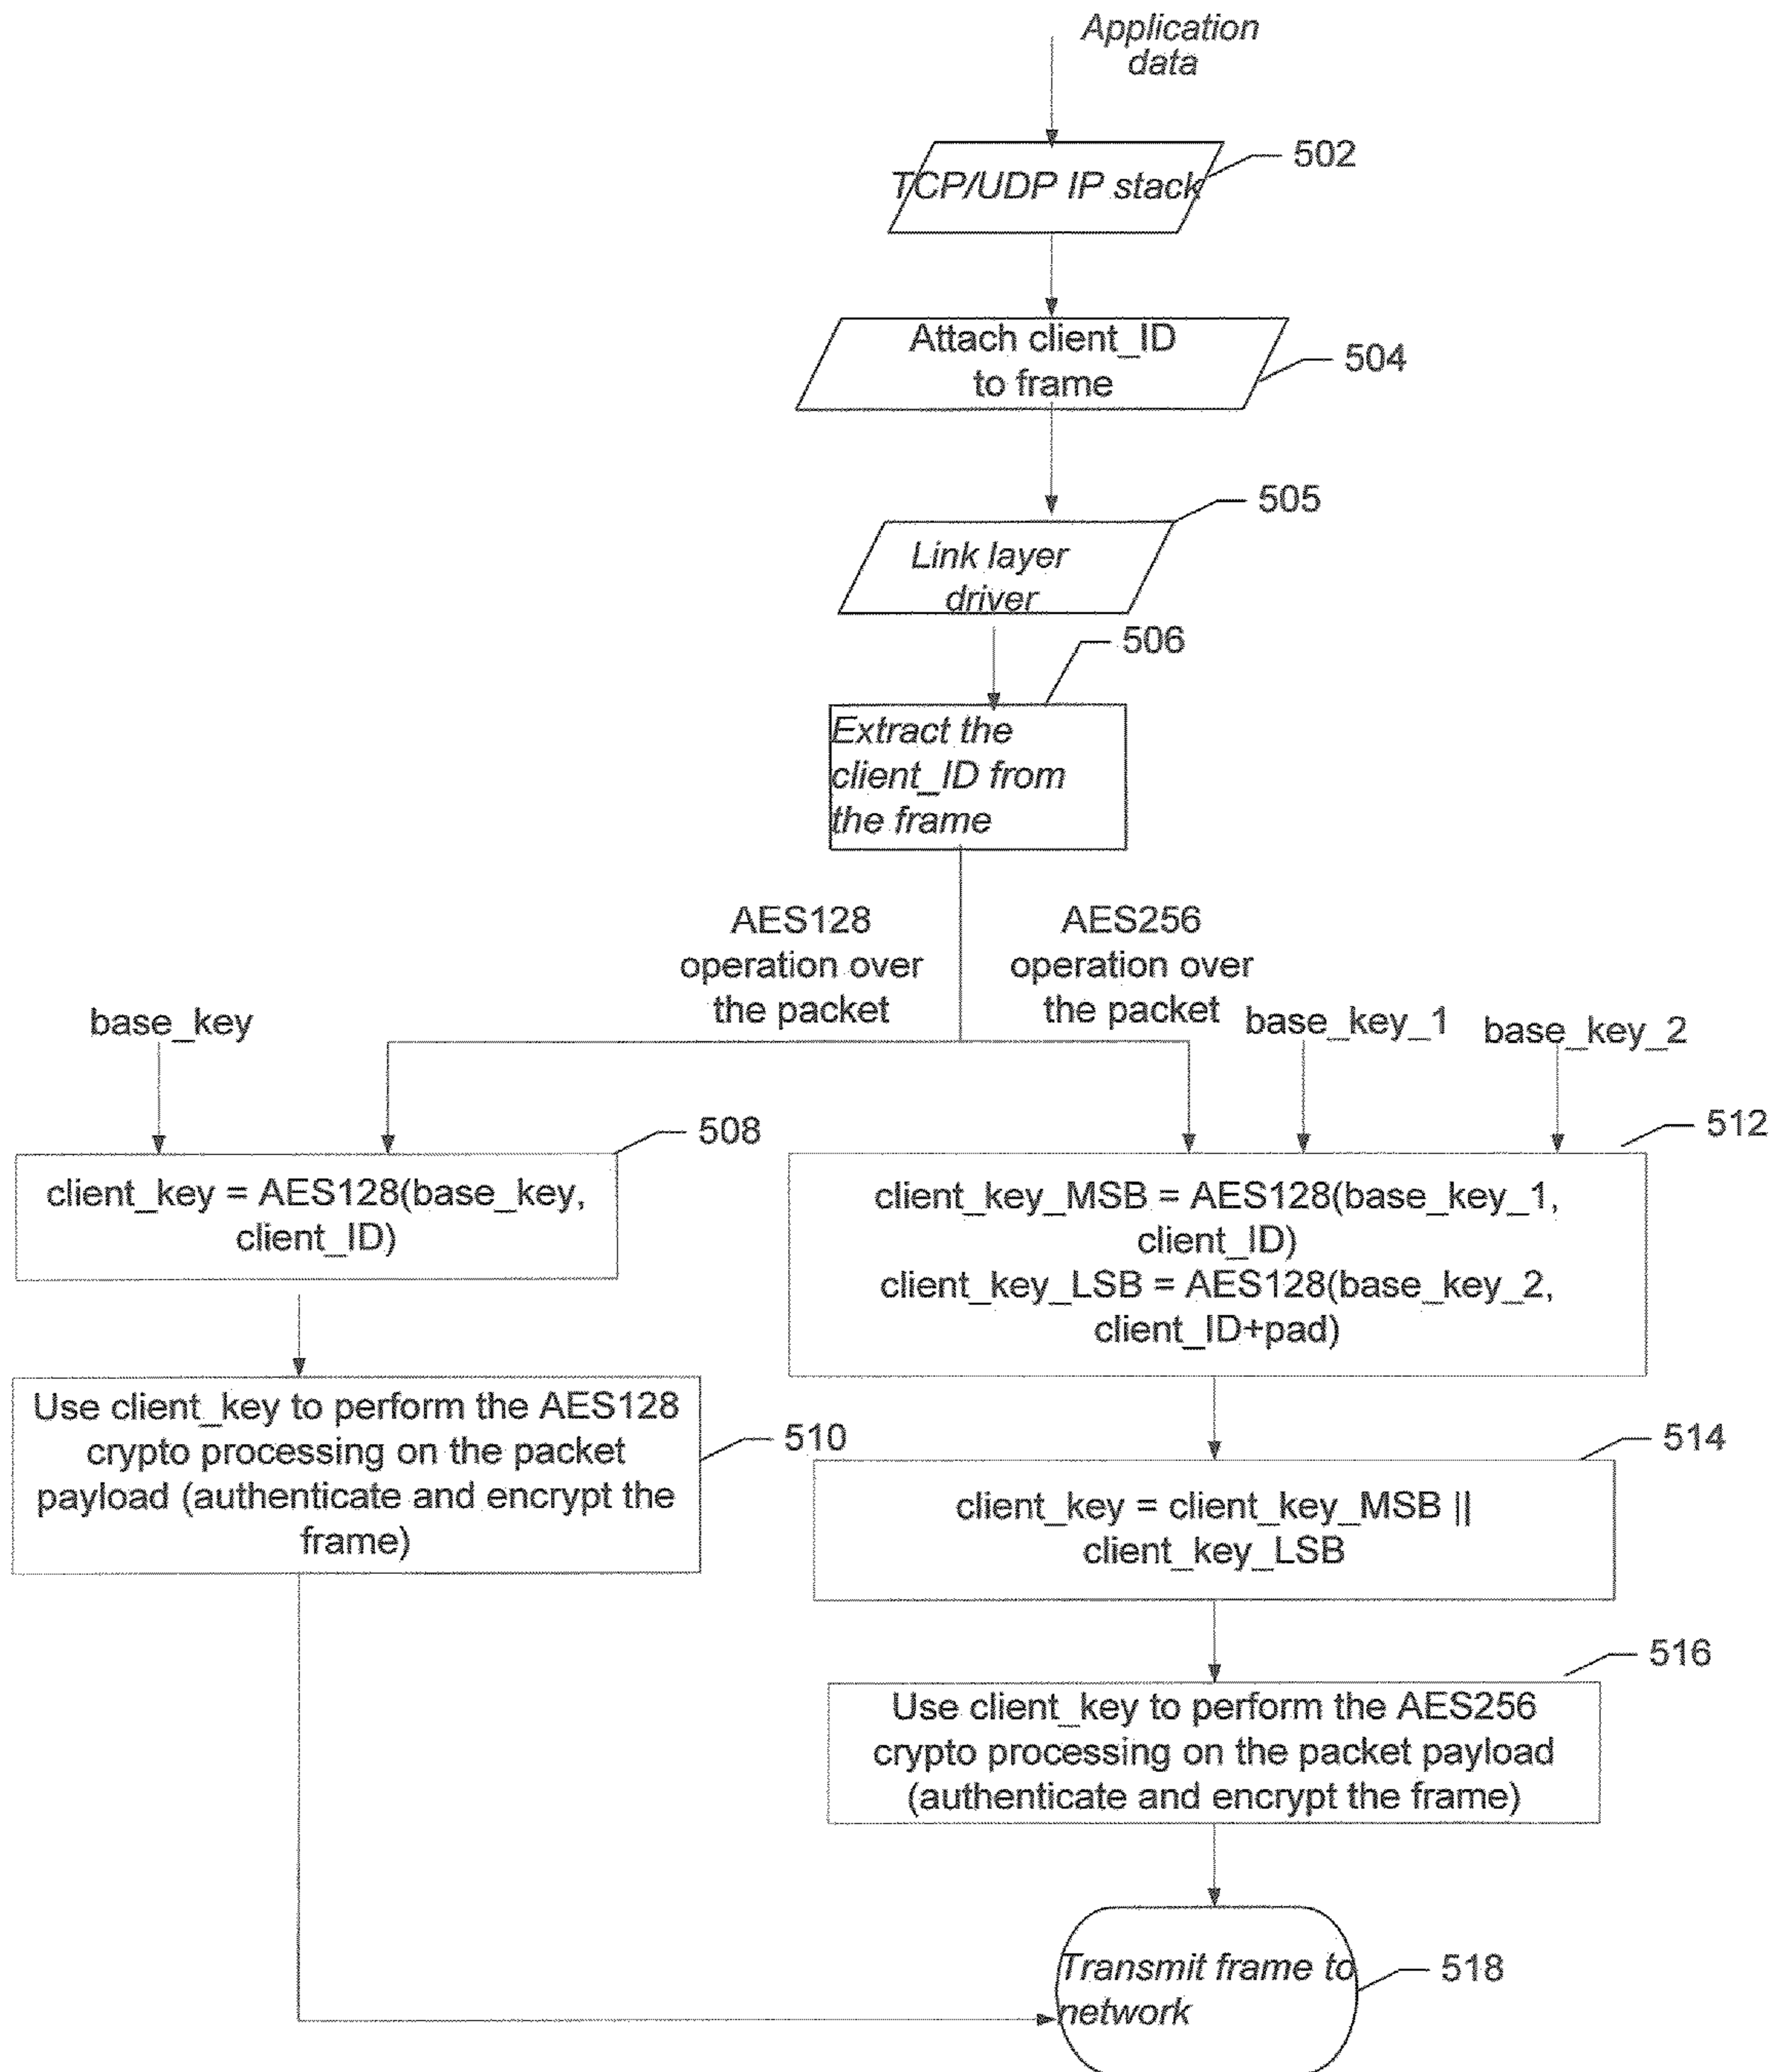 Application
data
502
TCP/UDP IP stack
Attach client_ID
to frame
504
505
Link layer
driver
506
Extract the
client_ID from
the frame
AES128
operation over
the packet
AES256
operation over
the packet
base_key
base_key_1
base_key_2
508
client_key = AES128(base_key,
client_ID)
512
client_key_MSB = AES128(base_key_1,
client_ID)
client_key_LSB = AES128(base_key_2,
client_ID+pad)
Use client_key to perform the AES128
crypto processing on the packet
payload (authenticate and encrypt the
frame)
510
514
client_key = client_key_MSB ||
client_key_LSB
516
Use client_key to perform the AES256
crypto processing on the packet payload
(authenticate and encrypt the frame)
Transmit frame to
network
518